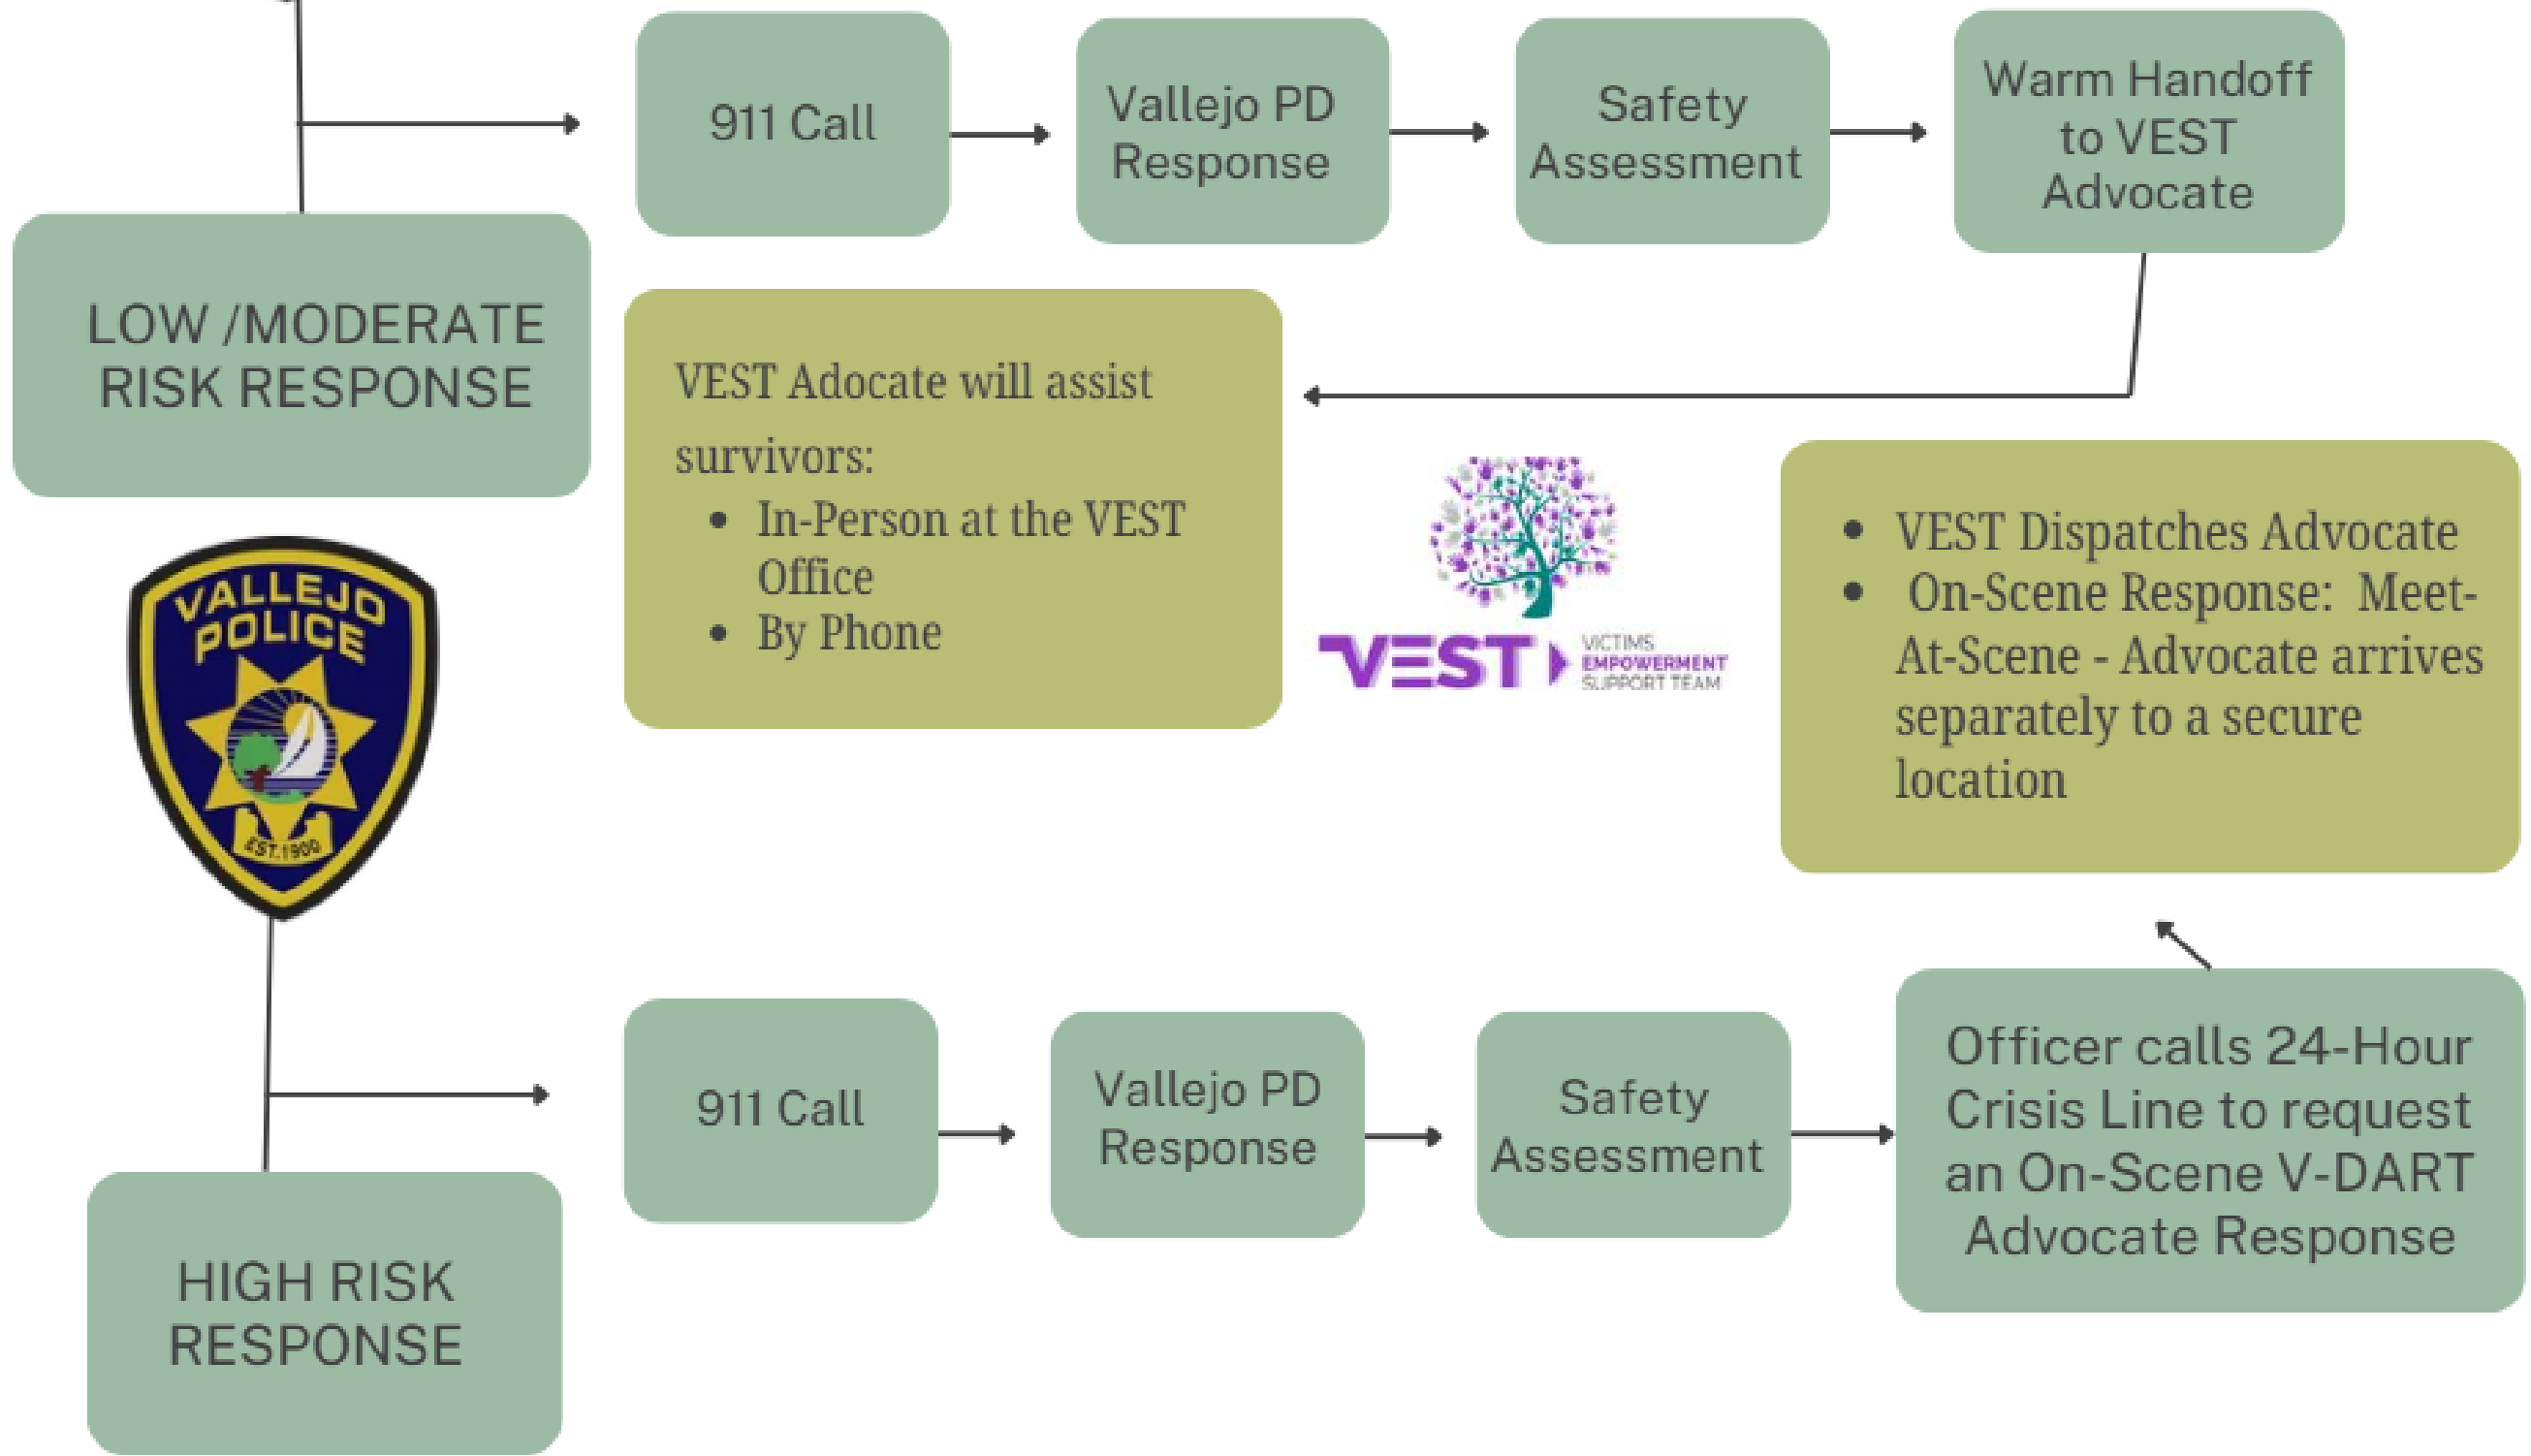 911 Call
Vallejo PD
Response
Safety
Assessment
Warm Handoff
to VEST
Advocate
LOW /MODERATE
RISK RESPONSE
VEST Adocate will assist
survivors:
• In-Person at the VEST
Office
• By Phone
VEST
VICTIMS
EMPOWERMENT
SUPPORT TEAM
• VEST Dispatches Advocate
• On-Scene Response: Meet-
At-Scene - Advocate arrives
separately to a secure
location
VALLEJO
POLICE
EST.1900
911 Call
Vallejo PD
Response
Safety
Assessment
Officer calls 24-Hour
Crisis Line to request
an On-Scene V-DART
Advocate Response
HIGH RISK
RESPONSE